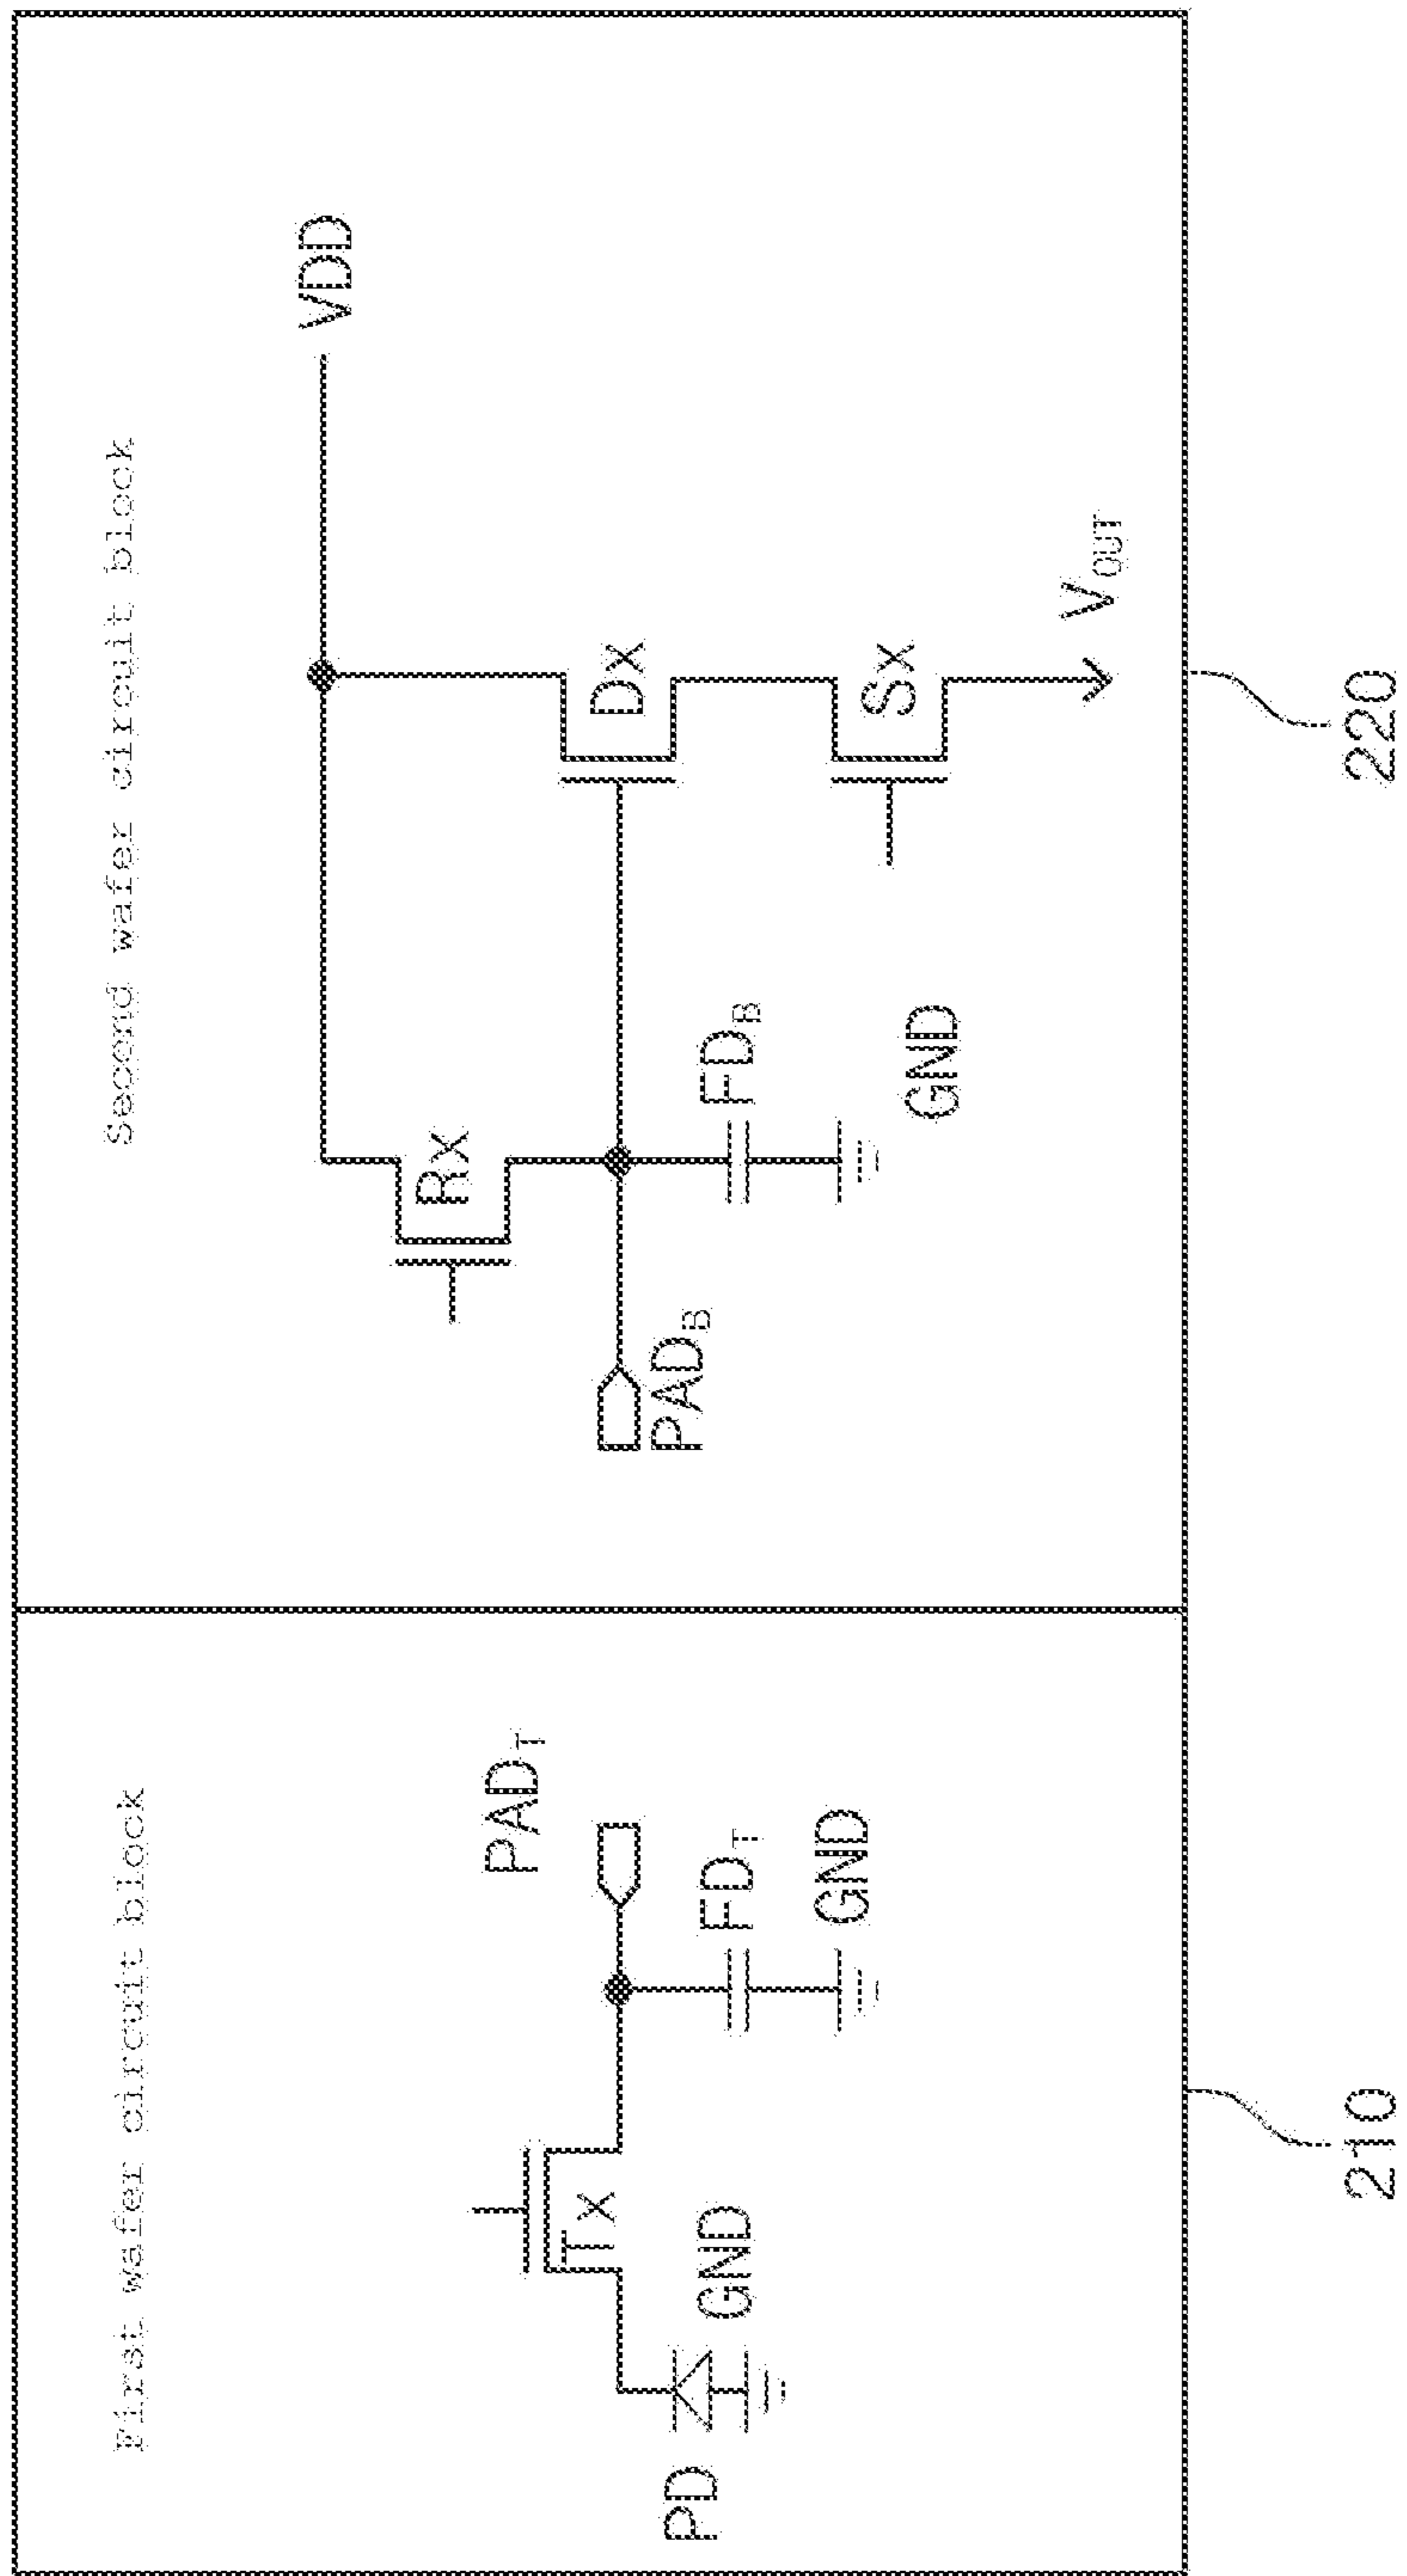 First wafer circuit block
Second wafer circuit block
PD
GND
Tx
PAD_T
FD_T
GND
PAD_B
Rx
FD_B
GND
VDD
Dx
Sx
V_OUT
210
220